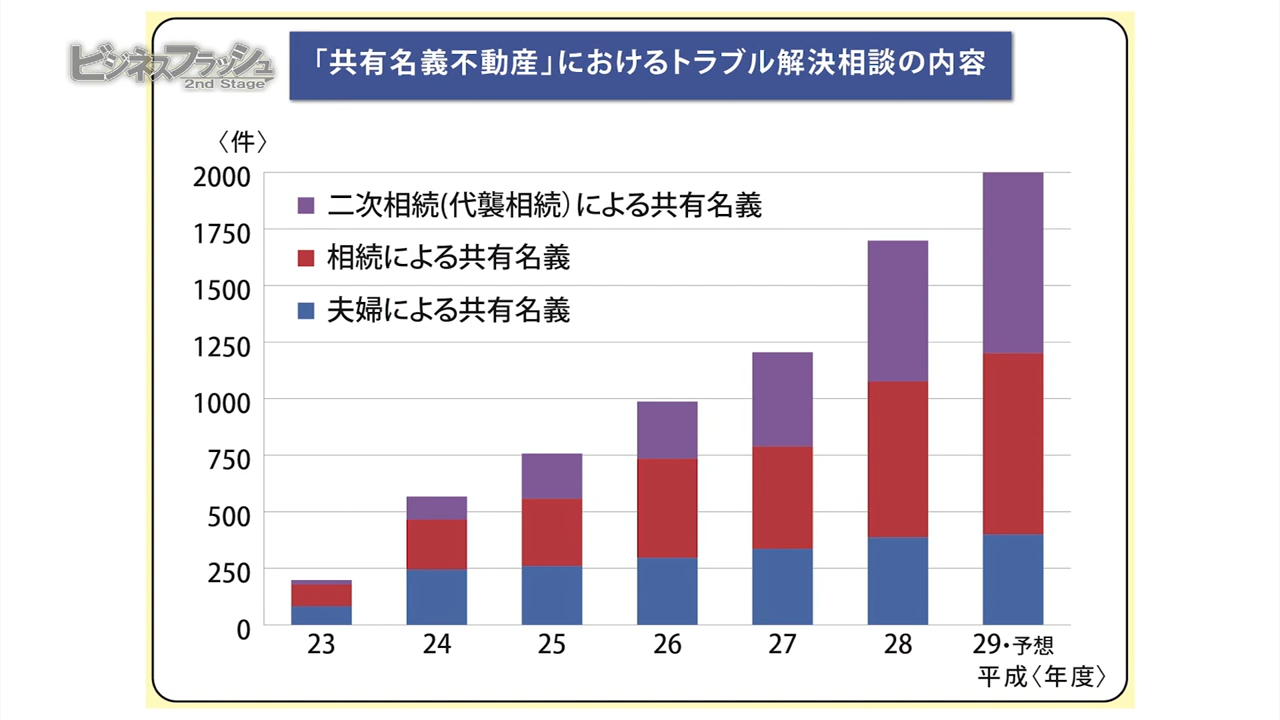 ビジネスフラッシュ
2nd Stage
「共有名義不動産」におけるトラブル解決相談の内容
〈件〉
2000
1750
1500
1250
1000
750
500
250
0
二次相続(代襲相続）による共有名義
相続による共有名義
夫婦による共有名義
23 24 25 26 27 28 29・予想
平成〈年度〉